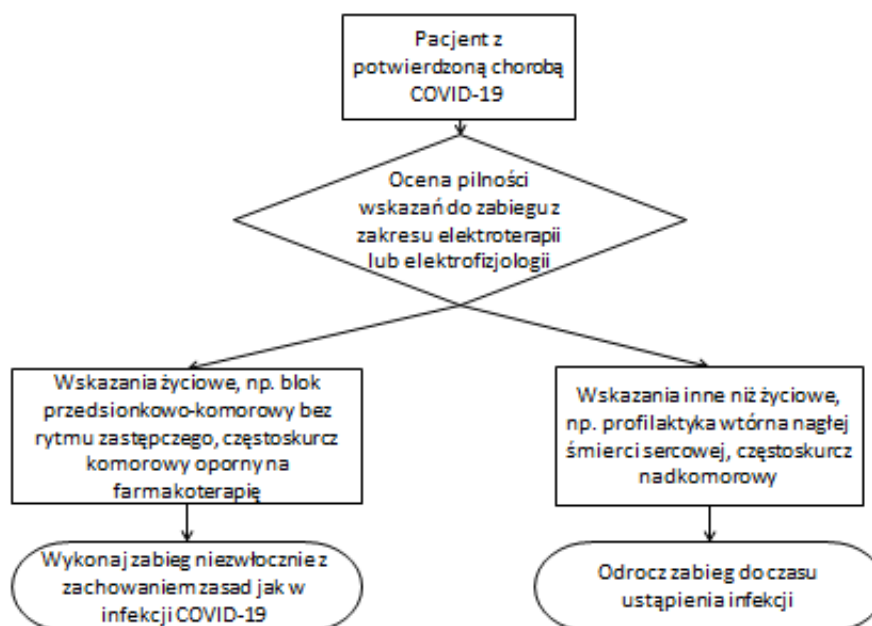 Pacjent z
potwierdzoną chorobą
COVID-19
Ocena pilności
wskazań do zabiegu z
zakresu elektroterapii
lub elektrofizjologii
Wskazania życiowe, np. blok
przedsionkowo-komorowy bez
rytmu zastępczego, częstoskurcz
komorowy oporny na
farmakoterapię
Wskazania inne niż życiowe,
np. profilaktyka wtórna nagłej
śmierci sercowej, częstoskurcz
nadkomorowy
Wykonaj zabieg niezwłocznie z
zachowaniem zasad jak w
infekcji COVID-19
Odrocz zabieg do czasu
ustąpienia infekcji